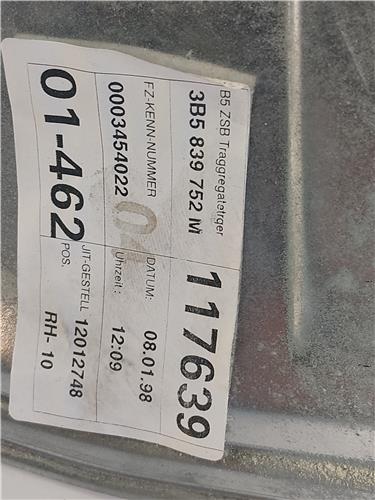 B5 ZSB Traggregatetrger
3B5 839 752 M
117639
FZ-KENN-NUMMER
0003454022
DATUM:
08.01.98
Uhrzeit :
12:09
01-462
POS.
JIT-GESTELL 12012748
RH- 10